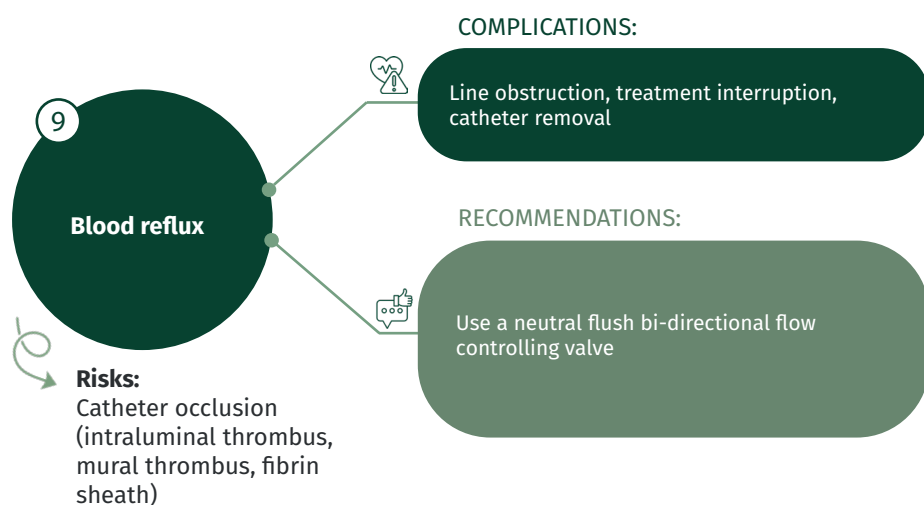 COMPLICATIONS:
Line obstruction, treatment interruption,
catheter removal
9
Blood reflux
RECOMMENDATIONS:
Use a neutral flush bi-directional flow
controlling valve
Risks:
Catheter occlusion
(intraluminal thrombus,
mural thrombus, fibrin
sheath)